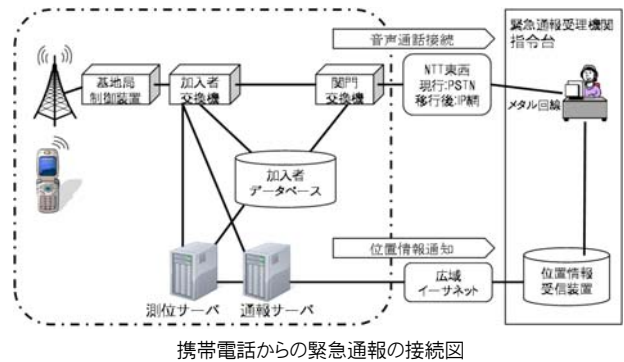 音声通話接続
緊急通報受理機関
指令台
基地局
制御装置
加入者
交換機
関門
交換機
NTT東西
現行:PSTN
移行後:IP網
メタル回線
加入者
データベース
位置情報通知
測位サーバ
通報サーバ
広域
イーサネット
位置情報
受信装置
携帯電話からの緊急通報の接続図